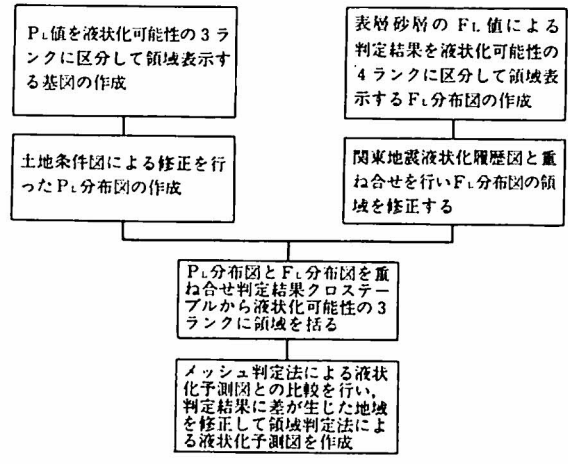 PL値を液状化可能性の3ラ
ンクに区分して領域表示す
る基図の作成
表層砂層のFL値による
判定結果を液状化可能性の
4ランクに区分して領域表
示するFL分布図の作成
土地条件図による修正を行
ったPL分布図の作成
関東地震液状化履歴図と重
ね合せを行いFL分布図の領
域を修正する
PL分布図とFL分布図を重
ね合せ判定結果クロステー
ブルから液状化可能性の3
ランクに領域を括る
メッシュ判定法による液状
化予測図との比較を行い,
判定結果に差が生じた地域
を修正して領域判定法によ
る液状化予測図を作成